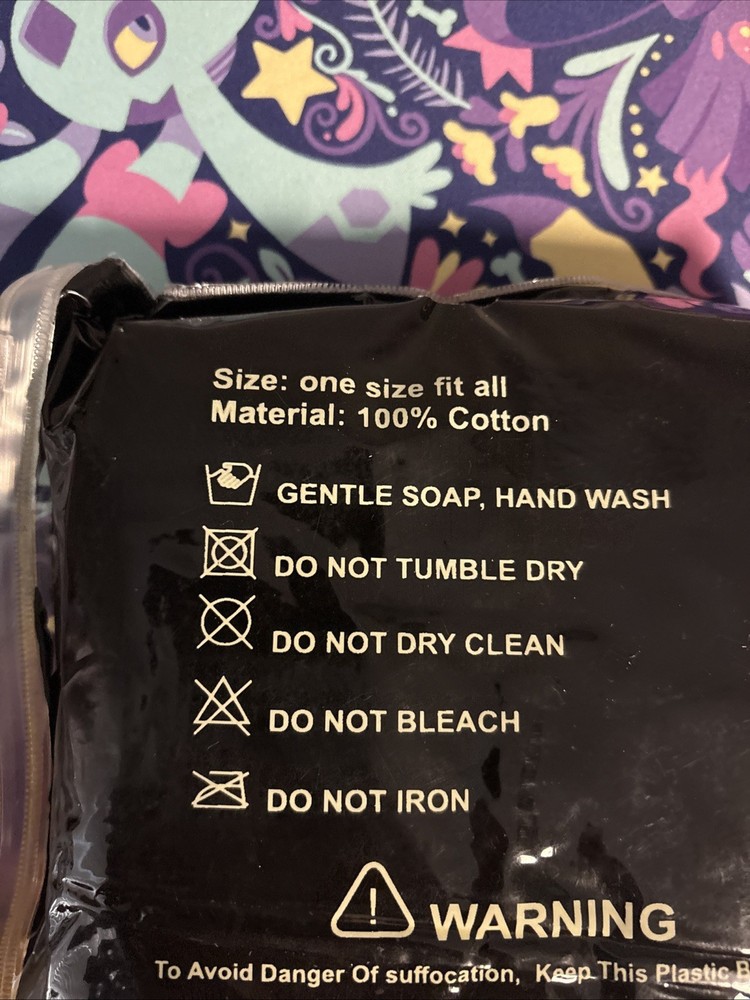 Size: one size fit all
Material: 100% Cotton
GENTLE SOAP, HAND WASH
DO NOT TUMBLE DRY
DO NOT DRY CLEAN
DO NOT BLEACH
DO NOT IRON
WARNING
To Avoid Danger Of suffocation, Keep This Plastic B